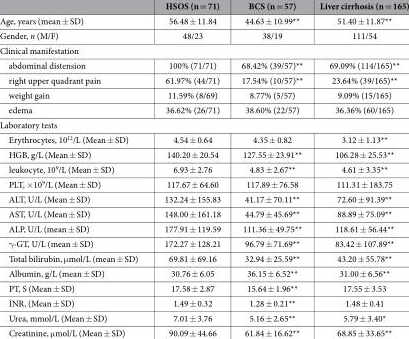 HSOS (n = 71) BCS (n = 57) Liver cirrhosis (n = 165)
Age, years (mean ± SD) 56.48 ± 11.84 44.63 ± 10.99** 51.40 ± 11.87**
Gender, n (M/F) 48/23 38/19 111/54
Clinical manifestation
abdominal distension 100% (71/71) 68.42% (39/57)** 69.09% (114/165)**
right upper quadrant pain 61.97% (44/71) 17.54% (10/57)** 23.64% (39/165)**
weight gain 11.59% (8/69) 8.77% (5/57) 9.09% (15/165)
edema 36.62% (26/71) 38.60% (22/57) 36.36% (60/165)
Laboratory tests
Erythrocytes, 10¹²/L (Mean ± SD) 4.54 ± 0.64 4.35 ± 0.82 3.12 ± 1.13**
HGB, g/L (Mean ± SD) 140.20 ± 20.54 127.55 ± 23.91** 106.28 ± 25.53**
leukocyte, 10⁹/L (Mean ± SD) 6.93 ± 2.76 4.83 ± 2.67** 4.61 ± 3.35**
PLT, ×10⁹/L (Mean ± SD) 117.67 ± 64.60 117.89 ± 76.58 111.31 ± 183.75
ALT, U/L (Mean ± SD) 132.24 ± 155.83 41.17 ± 70.11** 72.60 ± 91.39**
AST, U/L (Mean ± SD) 148.00 ± 161.18 44.79 ± 45.69** 88.89 ± 75.09**
ALP, U/L (Mean ± SD) 177.91 ± 119.59 111.36 ± 49.75** 118.61 ± 56.44**
γ-GT, U/L (Mean ± SD) 172.27 ± 128.21 96.79 ± 71.69** 83.42 ± 107.89**
Total bilirubin, μmol/L (mean ± SD) 69.81 ± 69.16 32.94 ± 25.59** 43.20 ± 55.78**
Albumin, g/L (mean ± SD) 30.76 ± 6.05 36.15 ± 6.52** 31.00 ± 6.56**
PT, S (Mean ± SD) 17.58 ± 2.87 15.64 ± 1.96** 17.55 ± 3.53
INR, (Mean ± SD) 1.49 ± 0.32 1.28 ± 0.21** 1.48 ± 0.41
Urea, mmol/L (Mean ± SD) 7.01 ± 3.76 5.16 ± 2.65** 5.79 ± 3.40*
Creatinine, μmol/L (Mean ± SD) 90.09 ± 44.66 61.84 ± 16.62** 68.85 ± 33.65**